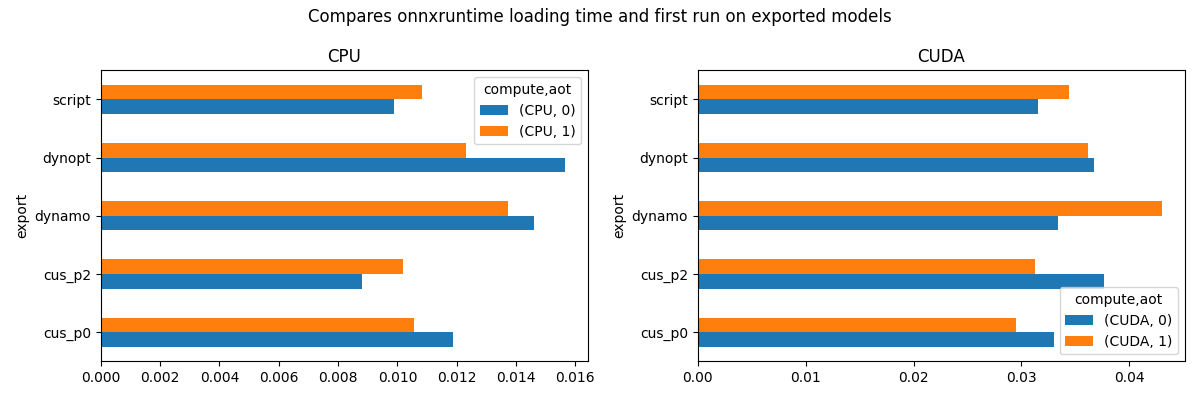 Compares onnxruntime loading time and first run on exported models
CPU
export
script
dynopt
dynamo
cus_p2
cus_p0
compute,aot
(CPU, 0)
(CPU, 1)
0.000 0.002 0.004 0.006 0.008 0.010 0.012 0.014 0.016
CUDA
export
script
dynopt
dynamo
cus_p2
cus_p0
compute,aot
(CUDA, 0)
(CUDA, 1)
0.00 0.01 0.02 0.03 0.04